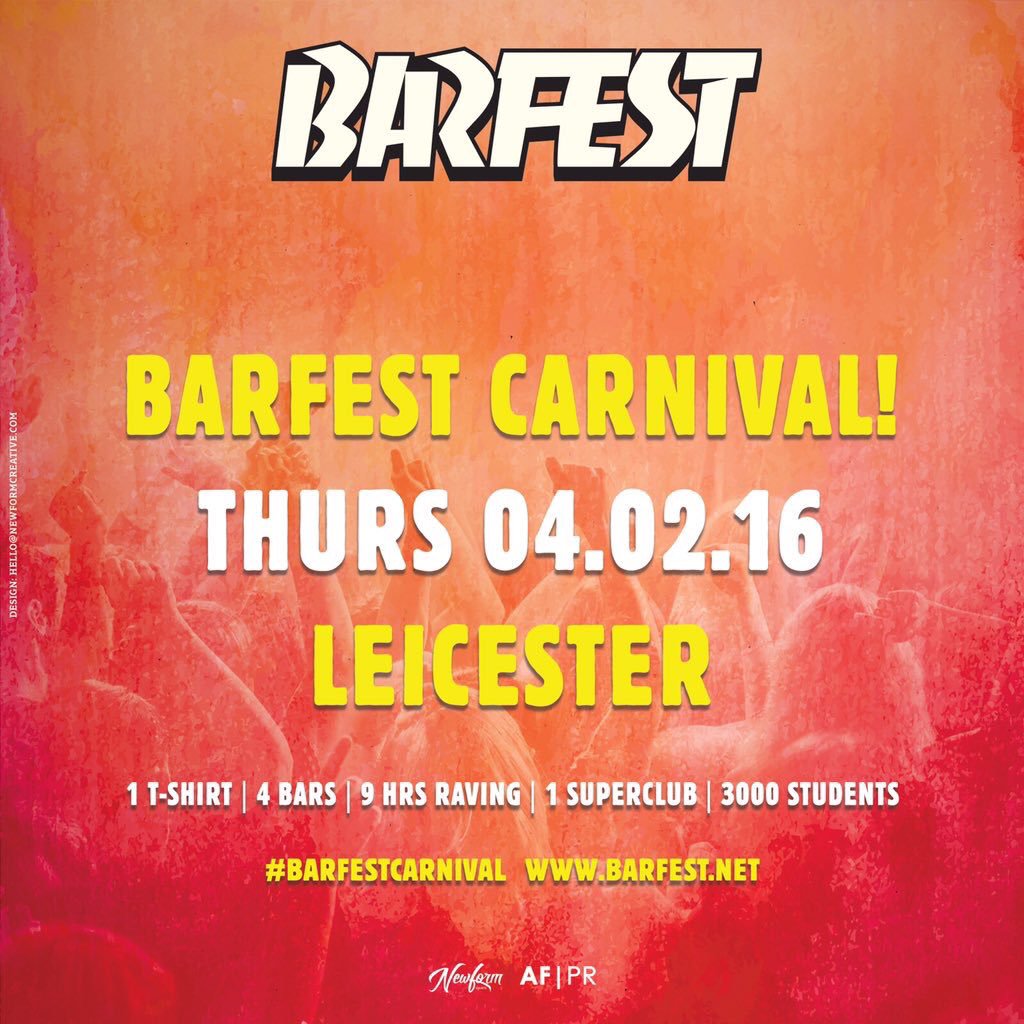 BARFEST
BARFEST CARNIVAL!
THURS 04.02.16
LEICESTER
1 T-SHIRT | 4 BARS | 9 HRS RAVING | 1 SUPERCLUB | 3000 STUDENTS
#BARFESTCARNIVAL WWW.BARFEST.NET
Newform AF|PR
DESIGN: HELLO@NEWFORMCREATIVE.COM